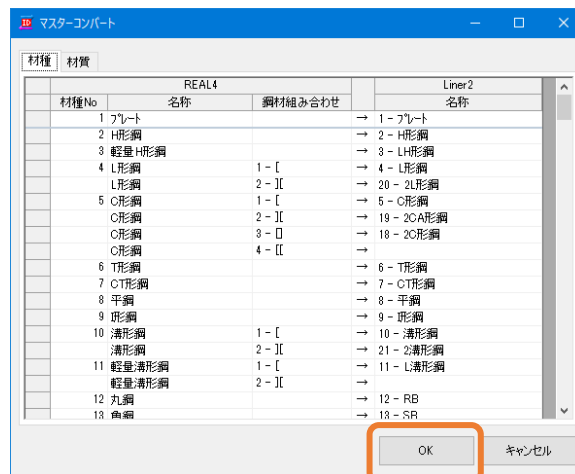 マスターコンバート
材種 材質
REAL4 Liner2
材種No 名称 鋼材組み合わせ 名称
1 プレート → 1 - プレート
2 H形鋼 → 2 - H形鋼
3 軽量H形鋼 → 3 - LH形鋼
4 L形鋼 1 - [ → 4 - L形鋼
L形鋼 2 - ][ → 20 - 2L形鋼
5 C形鋼 1 - [ → 5 - C形鋼
C形鋼 2 - ][ → 19 - 2CA形鋼
C形鋼 3 - [] → 18 - 2C形鋼
C形鋼 4 - [[ →
6 T形鋼 → 6 - T形鋼
7 CT形鋼 → 7 - CT形鋼
8 平鋼 → 8 - 平鋼
9 I形鋼 → 9 - I形鋼
10 溝形鋼 1 - [ → 10 - 溝形鋼
溝形鋼 2 - ][ → 21 - 2溝形鋼
11 軽量溝形鋼 1 - [ → 11 - L溝形鋼
軽量溝形鋼 2 - ][ →
12 丸鋼 → 12 - RB
13 角鋼 → 13 - SB
OK キャンセル